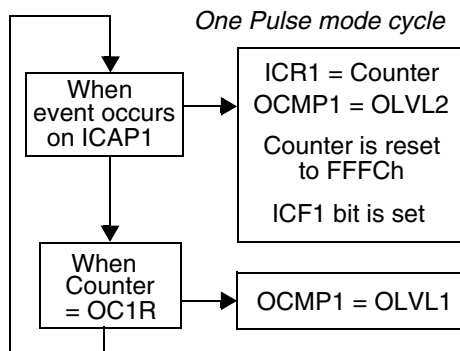 One Pulse mode cycle
When
event occurs
on ICAP1
ICR1 = Counter
OCMP1 = OLVL2
Counter is reset
to FFFCh
ICF1 bit is set
When
Counter
= OC1R
OCMP1 = OLVL1